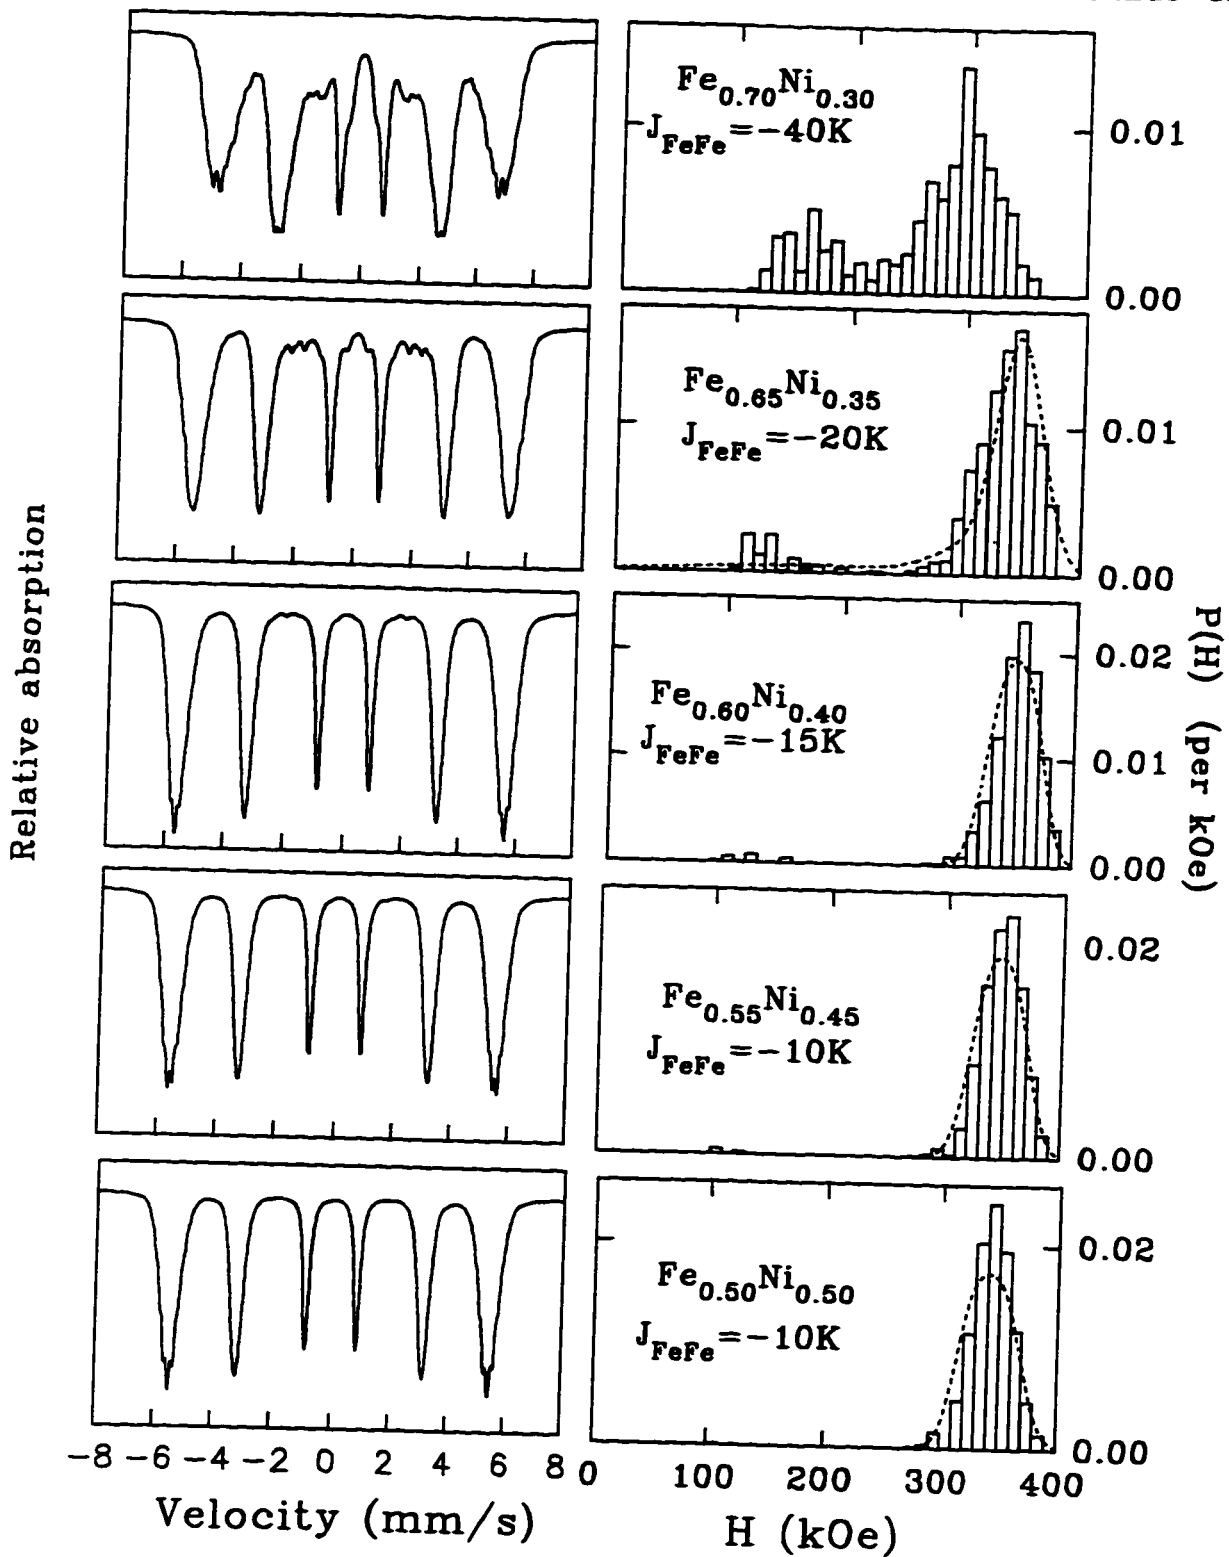 Fe0.70Ni0.30
JFeFe=-40K
0.01
0.00
Fe0.65Ni0.35
JFeFe=-20K
0.01
0.00
Fe0.60Ni0.40
JFeFe=-15K
0.02
0.01
0.00
Fe0.55Ni0.45
JFeFe=-10K
0.02
0.00
Fe0.50Ni0.50
JFeFe=-10K
0.02
0.00
Relative absorption
P(H) (per kOe)
-8 -6 -4 -2 0 2 4 6 8
Velocity (mm/s)
0 100 200 300 400
H (kOe)